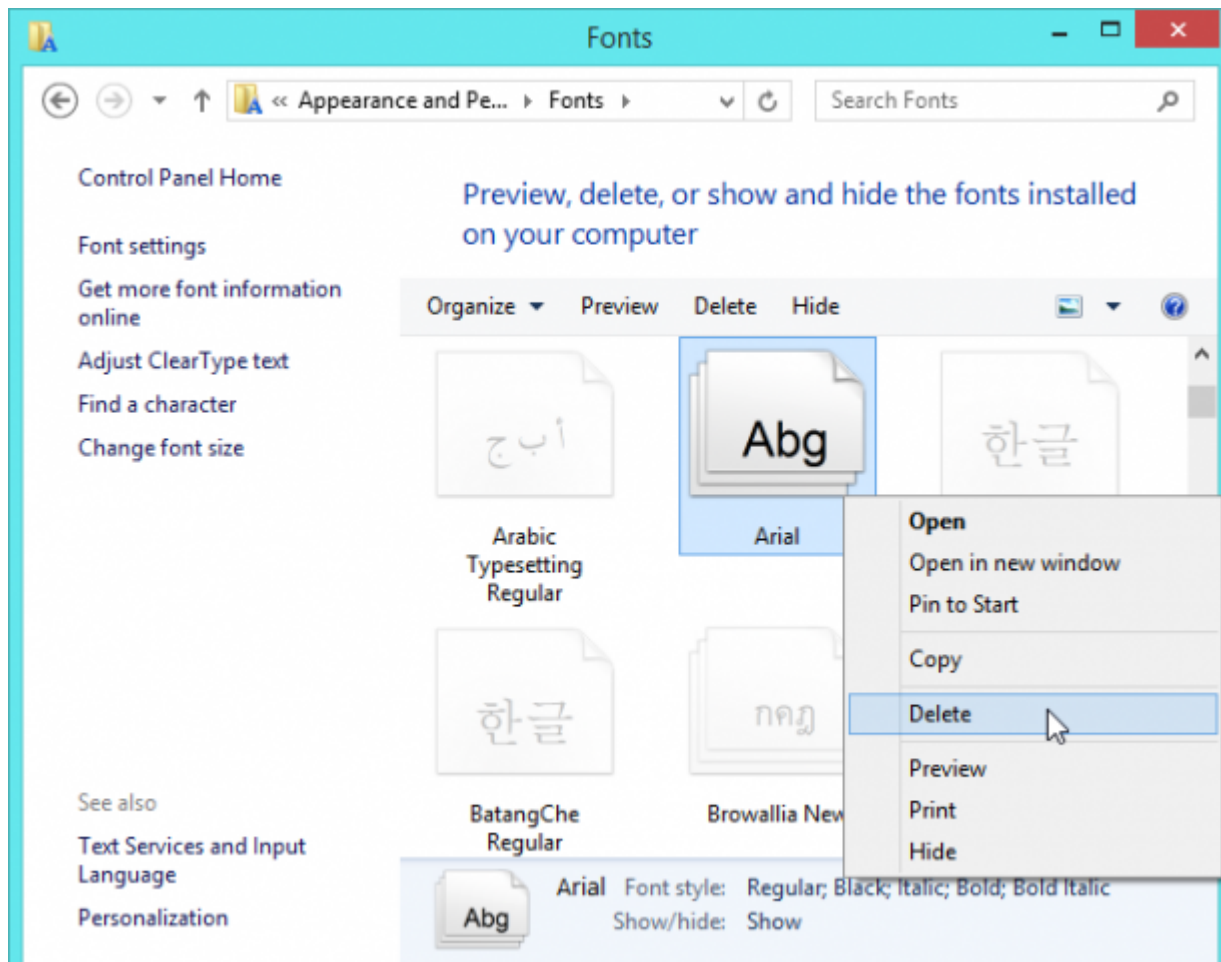 Fonts
« Appearance and Pe... Fonts
Search Fonts
Control Panel Home
Font settings
Get more font information
online
Adjust ClearType text
Find a character
Change font size
See also
Text Services and Input
Language
Personalization
Preview, delete, or show and hide the fonts installed
on your computer
Organize Preview Delete Hide
أ ب ج
Arabic
Typesetting
Regular
Abg
Arial
한글
한글
BatangChe
Regular
กคฎ
Browallia New
Open
Open in new window
Pin to Start
Copy
Delete
Preview
Print
Hide
Abg
Arial Font style: Regular; Black; Italic; Bold; Bold Italic
Show/hide: Show